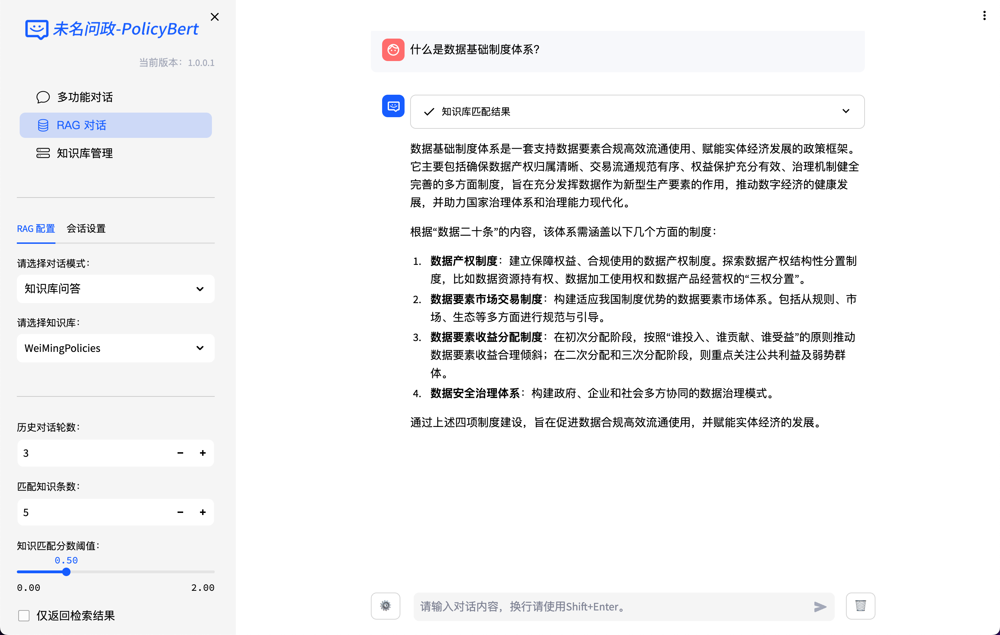 未名问政-PolicyBert
当前版本：1.0.0.1
多功能对话
RAG 对话
知识库管理
RAG 配置 会话设置
请选择对话模式：
知识库问答
请选择知识库：
WeiMingPolicies
历史对话轮数：
3
匹配知识条数：
5
知识匹配分数阈值：
0.50
0.00 2.00
仅返回检索结果
什么是数据基础制度体系?
知识库匹配结果
数据基础制度体系是一套支持数据要素合规高效流通使用、赋能实体经济发展的政策框架。
它主要包括确保数据产权归属清晰、交易流通规范有序、权益保护充分有效、治理机制健全
完善的多方面制度，旨在充分发挥数据作为新型生产要素的作用，推动数字经济的健康发
展，并助力国家治理体系和治理能力现代化。
根据“数据二十条”的内容，该体系需涵盖以下几个方面的制度：
1. 数据产权制度：建立保障权益、合规使用的数据产权制度。探索数据产权结构性分置制
度，比如数据资源持有权、数据加工使用权和数据产品经营权的“三权分置”。
2. 数据要素市场交易制度：构建适应我国制度优势的数据要素市场体系。包括从规则、市
场、生态等多方面进行规范与引导。
3. 数据要素收益分配制度：在初次分配阶段，按照“谁投入、谁贡献、谁受益”的原则推动
数据要素收益合理倾斜；在二次分配和三次分配阶段，则重点关注公共利益及弱势群
体。
4. 数据安全治理体系：构建政府、企业和社会多方协同的数据治理模式。
通过上述四项制度建设，旨在促进数据合规高效流通使用，并赋能实体经济的发展。
请输入对话内容，换行请使用Shift+Enter。